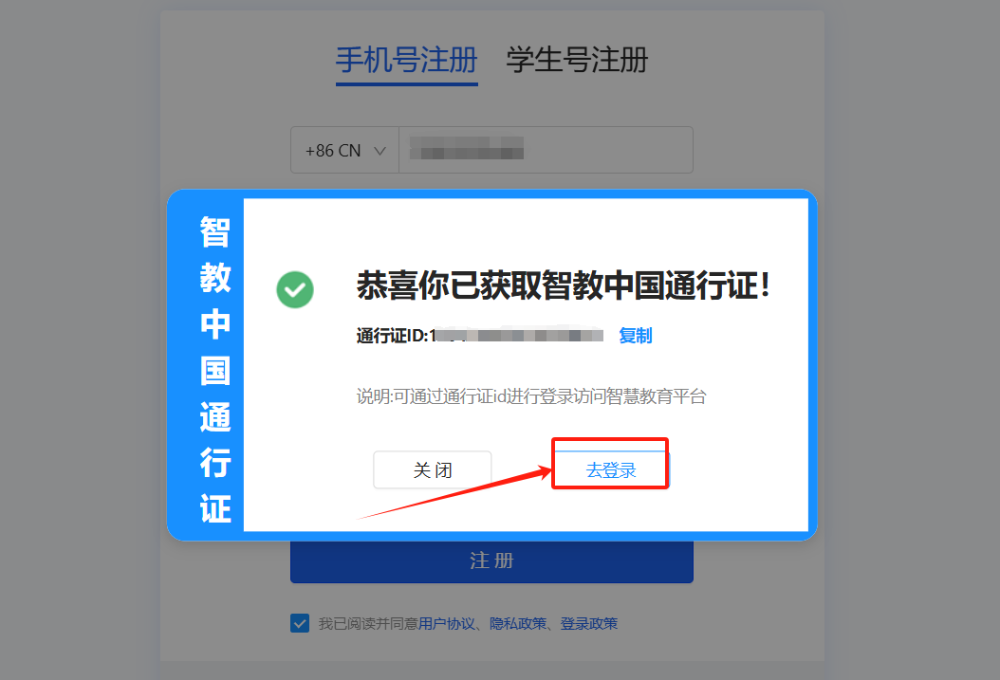 手机号注册 学生号注册
+86 CN
智教中国通行证
恭喜你已获取智教中国通行证！
通行证ID:1 复制
说明:可通过通行证id进行登录访问智慧教育平台
关 闭 去登录
注 册
我已阅读并同意用户协议、隐私政策、登录政策